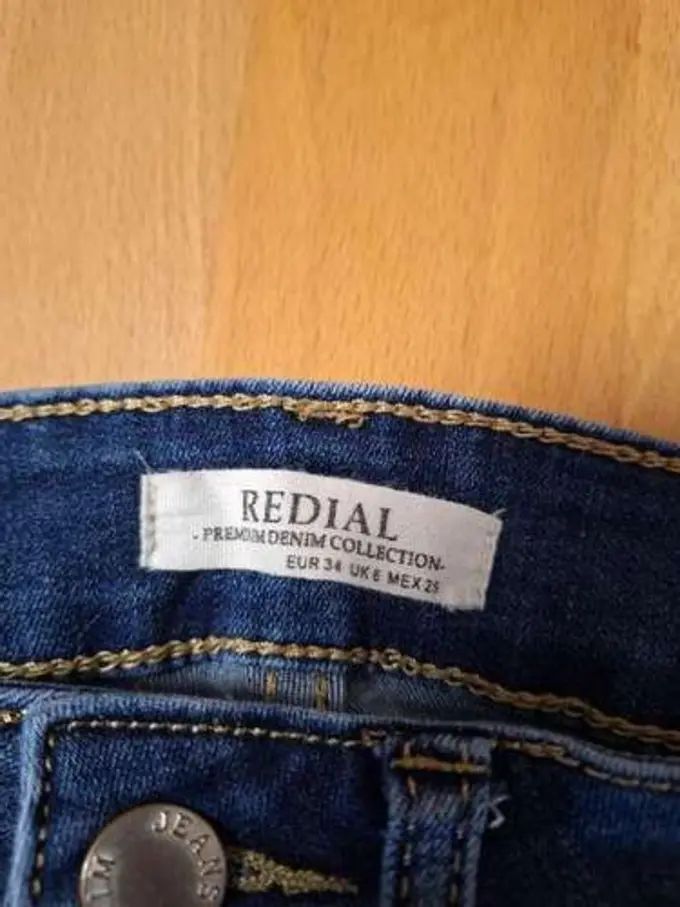 REDIAL
- PREMIUM DENIM COLLECTION-
EUR 34 UK 6 MEX 25
JEANS